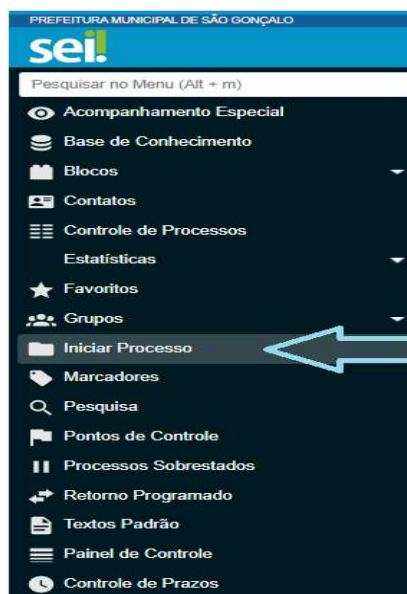 PREFEITURA MUNICIPAL DE SÃO GONÇALO
sei!
Pesquisar no Menu (Alt + m)
Acompanhamento Especial
Base de Conhecimento
Blocos
Contatos
Controle de Processos
Estatísticas
Favoritos
Grupos
Iniciar Processo
Marcadores
Pesquisa
Pontos de Controle
Processos Sobrestados
Retorno Programado
Textos Padrão
Painel de Controle
Controle de Prazos